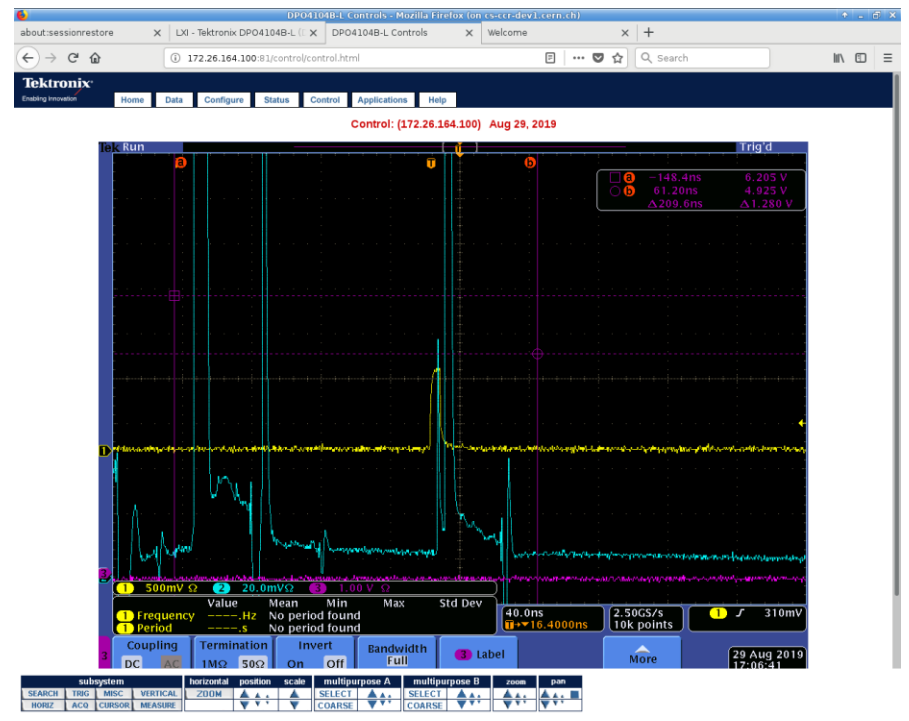 DPO4104B-L Controls - Mozilla Firefox (on cs-ccr-dev1.cern.ch)
about:sessionrestore × LXI - Tektronix DPO4104B-L × DPO4104B-L Controls × Welcome × +
172.26.164.100:81/control/control.html Search
Tektronix
Enabling Innovation
Home Data Configure Status Control Applications Help
Control: (172.26.164.100) Aug 29, 2019
Tek Run Trig'd
a T T b
a −148.4ns 6.205 V
b 61.20ns 4.925 V
Δ209.6ns Δ1.280 V
1
3
1 500mV Ω 2 20.0mVΩ 3 1.00 V Ω
Value Mean Min Max Std Dev
1 Frequency ----.Hz No period found
1 Period ----.s No period found
40.0ns
T→▼16.4000ns
2.50GS/s
10k points
1 310mV
3
Coupling
DC AC
Termination
1MΩ 50Ω
Invert
On Off
Bandwidth
Full
3 Label
More
29 Aug 2019
17:06:41
subsystem horizontal position scale multipurpose A multipurpose B zoom pan
SEARCH TRIG MISC VERTICAL ZOOM SELECT SELECT
HORIZ ACQ CURSOR MEASURE COARSE COARSE